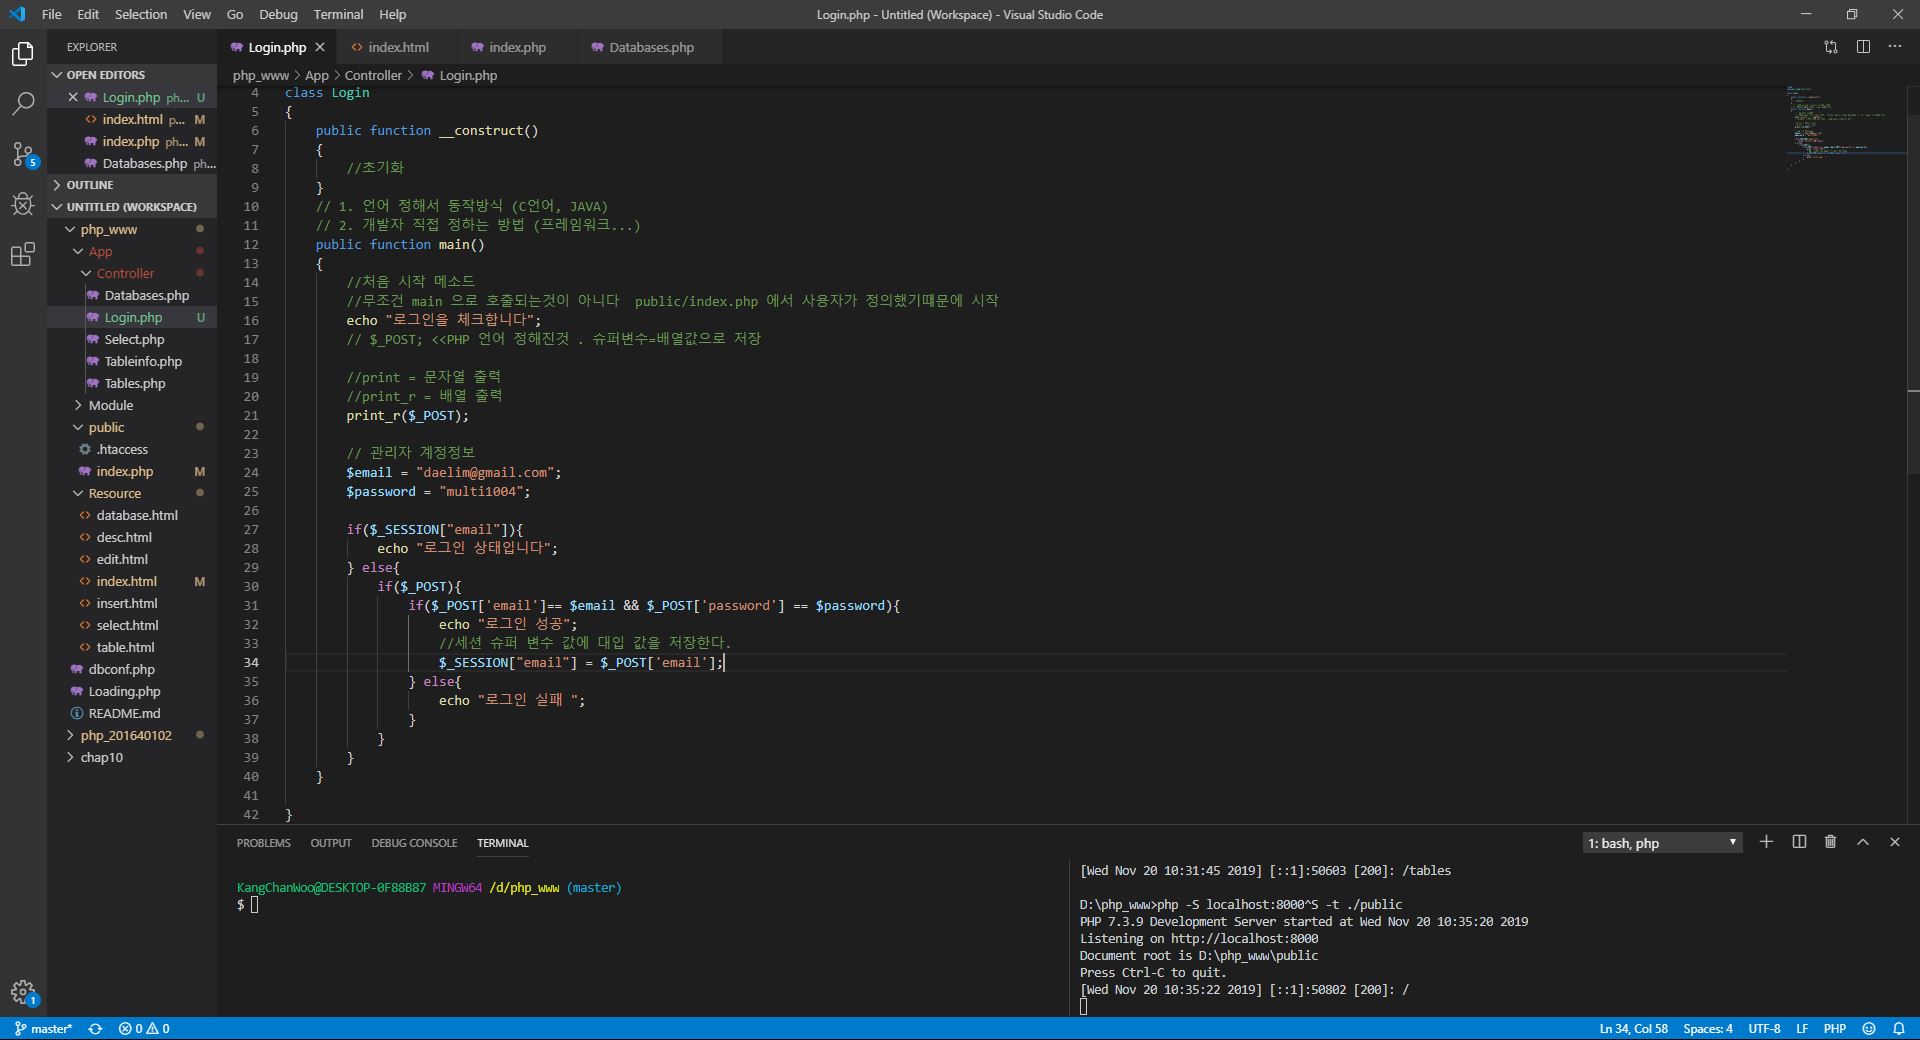 File Edit Selection View Go Debug Terminal Help
Login.php - Untitled (Workspace) - Visual Studio Code
EXPLORER
OPEN EDITORS
Login.php ph... U
index.html p... M
index.php ph... M
Databases.php ph...
OUTLINE
UNTITLED (WORKSPACE)
php_www
App
Controller
Databases.php
Login.php U
Select.php
Tableinfo.php
Tables.php
Module
public
.htaccess
index.php M
Resource
database.html
desc.html
edit.html
index.html M
insert.html
select.html
table.html
dbconf.php
Loading.php
README.md
php_201640102
chap10
5
1
Login.php index.html index.php Databases.php
php_www > App > Controller > Login.php
4 class Login
5 {
6 public function __construct()
7 {
8 //초기화
9 }
10 // 1. 언어 정해서 동작방식 (C언어, JAVA)
11 // 2. 개발자 직접 정하는 방법 (프레임워크...)
12 public function main()
13 {
14 //처음 시작 메소드
15 //무조건 main 으로 호출되는것이 아니다  public/index.php 에서 사용자가 정의했기때문에 시작
16 echo "로그인을 체크합니다";
17 // $_POST; <<PHP 언어 정해진것 . 슈퍼변수=배열값으로 저장
18
19 //print = 문자열 출력
20 //print_r = 배열 출력
21 print_r($_POST);
22
23 // 관리자 계정정보
24 $email = "daelim@gmail.com";
25 $password = "multi1004";
26
27 if($_SESSION["email"]){
28 echo "로그인 상태입니다";
29 } else{
30 if($_POST){
31 if($_POST['email']== $email && $_POST['password'] == $password){
32 echo "로그인 성공";
33 //세션 슈퍼 변수 값에 대입 값을 저장한다.
34 $_SESSION["email"] = $_POST['email'];
35 } else{
36 echo "로그인 실패 ";
37 }
38 }
39 }
40 }
41
42 }
PROBLEMS OUTPUT DEBUG CONSOLE TERMINAL
1: bash, php
KangChanWoo@DESKTOP-0F88B87 MINGW64 /d/php_www (master)
$
[Wed Nov 20 10:31:45 2019] [::1]:50603 [200]: /tables
D:\php_www>php -S localhost:8000^S -t ./public
PHP 7.3.9 Development Server started at Wed Nov 20 10:35:20 2019
Listening on http://localhost:8000
Document root is D:\php_www\public
Press Ctrl-C to quit.
[Wed Nov 20 10:35:22 2019] [::1]:50802 [200]: /
master* 0 0
Ln 34, Col 58 Spaces: 4 UTF-8 LF PHP